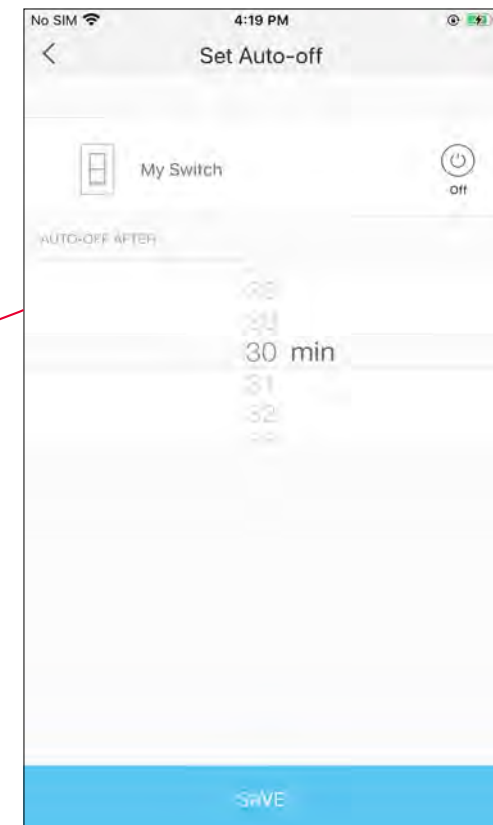 No SIM 4:19 PM
Set Auto-off
My Switch
Off
AUTO-OFF AFTER
30 min
31
32
SAVE